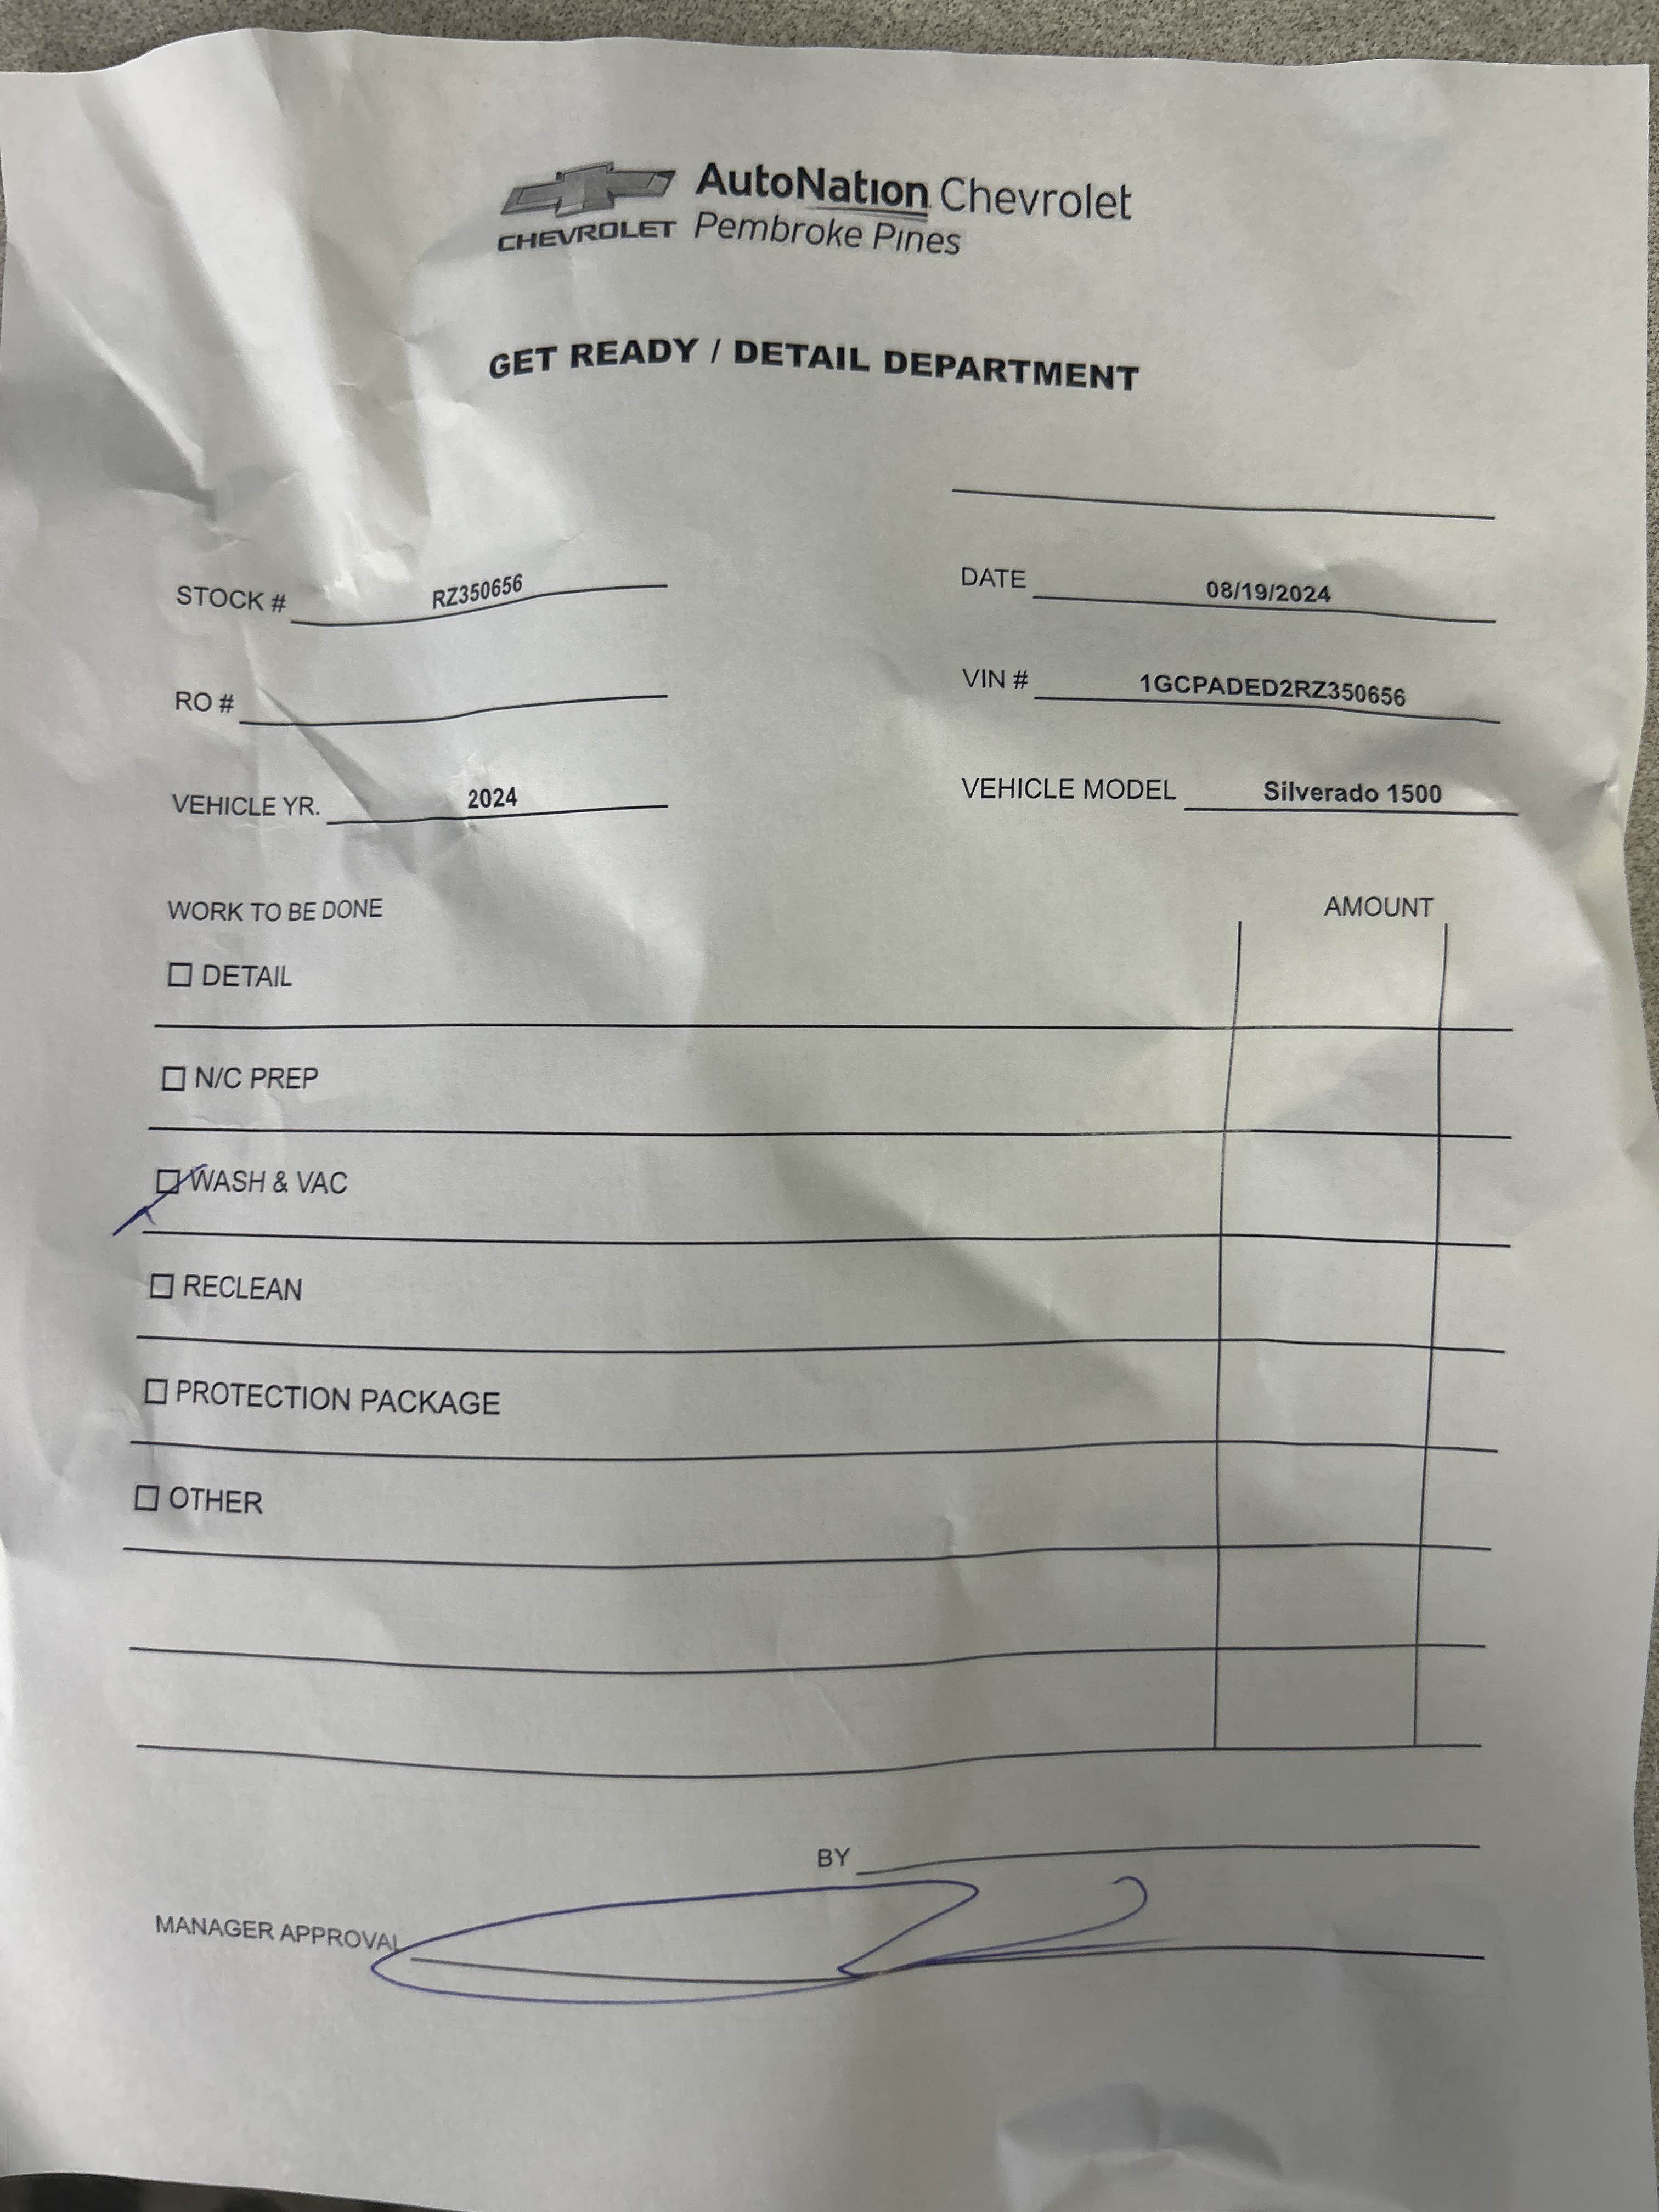 AutoNation Chevrolet
CHEVROLET Pembroke Pines
GET READY / DETAIL DEPARTMENT
STOCK # RZ350656 DATE 08/19/2024
RO # VIN # 1GCPADED2RZ350656
VEHICLE YR. 2024 VEHICLE MODEL Silverado 1500
WORK TO BE DONE AMOUNT
☐ DETAIL
☐ N/C PREP
☑ WASH & VAC
☐ RECLEAN
☐ PROTECTION PACKAGE
☐ OTHER
BY
MANAGER APPROVAL